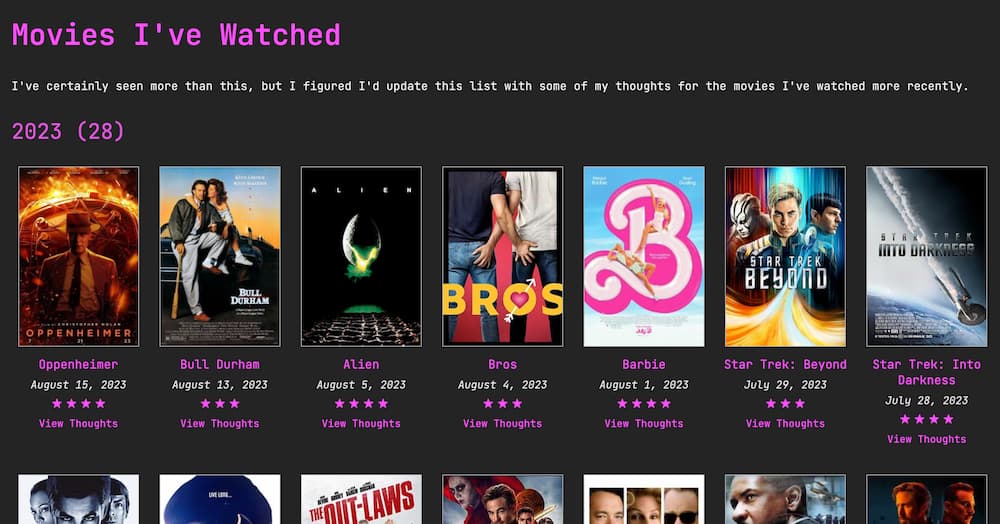 Movies I've Watched
I've certainly seen more than this, but I figured I'd update this list with some of my thoughts for the movies I've watched more recently.
2023 (28)
OPPENHEIMER
BULL
DURHAM
ALIEN
BROS
B
STAR TREK
BEYOND
STAR TREK
INTO DARKNESS
Oppenheimer
August 15, 2023
★★★★
View Thoughts
Bull Durham
August 13, 2023
★★★
View Thoughts
Alien
August 5, 2023
★★★★
View Thoughts
Bros
August 4, 2023
★★★
View Thoughts
Barbie
August 1, 2023
★★★★
View Thoughts
Star Trek: Beyond
July 29, 2023
★★★
View Thoughts
Star Trek: Into
Darkness
July 28, 2023
★★★★
View Thoughts
LIVE LONG...
THE
OUT-LAWS